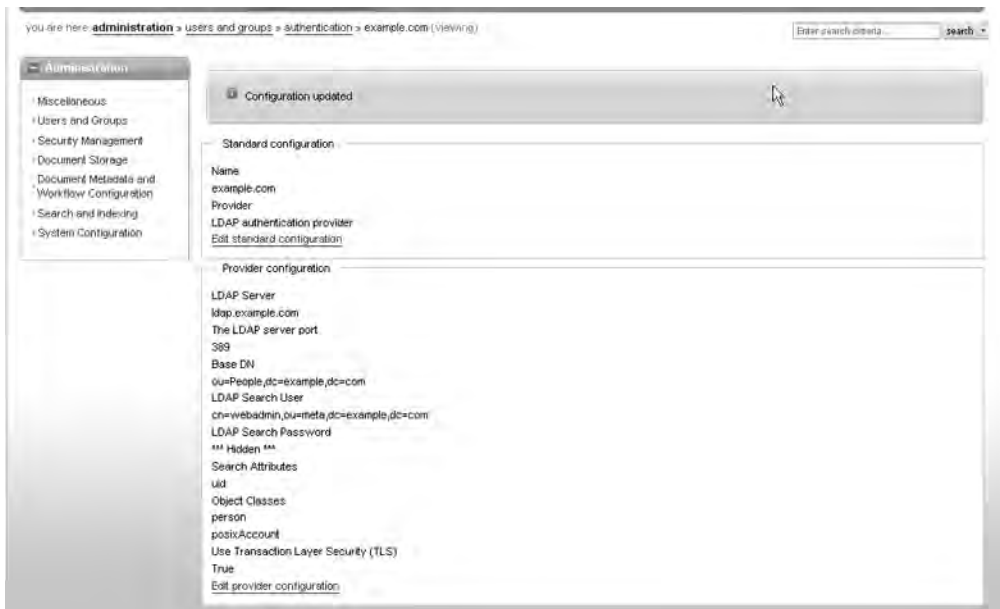 you are here: administration » users and groups » authentication » example.com (viewing)
Enter search criteria...
search
Administration
Miscellaneous
Users and Groups
Security Management
Document Storage
Document Metadata and
Workflow Configuration
Search and Indexing
System Configuration
Configuration updated
Standard configuration
Name
example.com
Provider
LDAP authentication provider
Edit standard configuration
Provider configuration
LDAP Server
ldap.example.com
The LDAP server port
389
Base DN
ou=People,dc=example,dc=com
LDAP Search User
cn=webadmin,ou=meta,dc=example,dc=com
LDAP Search Password
*** Hidden ***
Search Attributes
uid
Object Classes
person
posixAccount
Use Transaction Layer Security (TLS)
True
Edit provider configuration